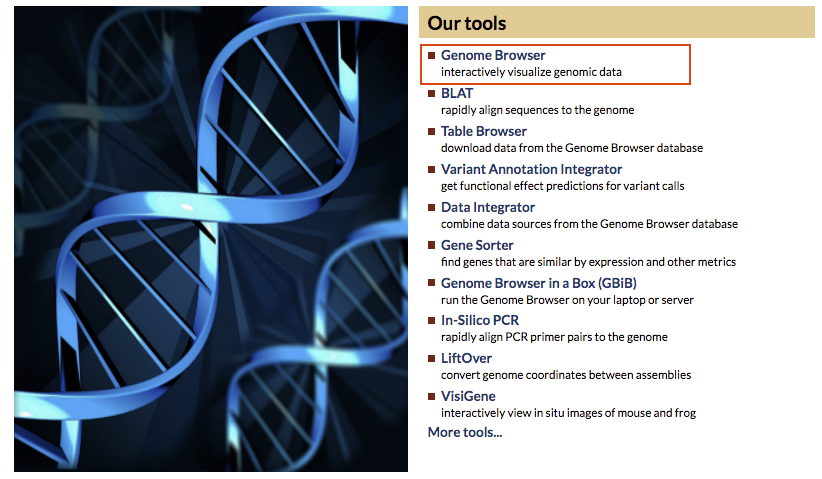 Our tools
Genome Browser
interactively visualize genomic data
BLAT
rapidly align sequences to the genome
Table Browser
download data from the Genome Browser database
Variant Annotation Integrator
get functional effect predictions for variant calls
Data Integrator
combine data sources from the Genome Browser database
Gene Sorter
find genes that are similar by expression and other metrics
Genome Browser in a Box (GBiB)
run the Genome Browser on your laptop or server
In-Silico PCR
rapidly align PCR primer pairs to the genome
LiftOver
convert genome coordinates between assemblies
VisiGene
interactively view in situ images of mouse and frog
More tools...